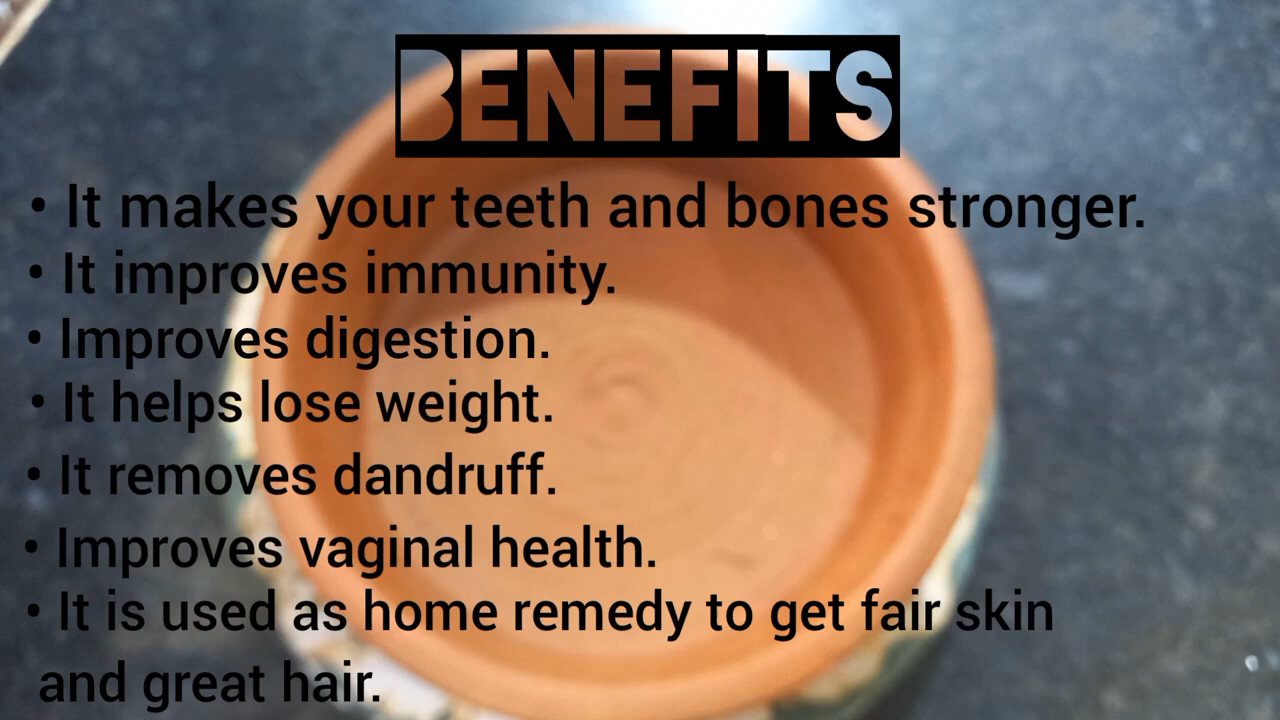 BENEFITS
• It makes your teeth and bones stronger.
• It improves immunity.
• Improves digestion.
• It helps lose weight.
• It removes dandruff.
• Improves vaginal health.
• It is used as home remedy to get fair skin
and great hair.